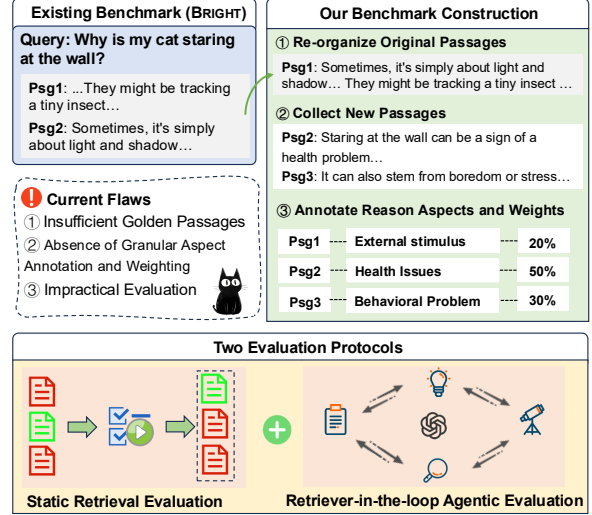 Existing Benchmark (BRIGHT)
Query: Why is my cat staring
at the wall?
Psg1: ...They might be tracking
a tiny insect…
Psg2: Sometimes, it's simply
about light and shadow…
! Current Flaws
① Insufficient Golden Passages
② Absence of Granular Aspect
Annotation and Weighting
③ Impractical Evaluation
Our Benchmark Construction
① Re-organize Original Passages
Psg1: Sometimes, it's simply about light and
shadow… They might be tracking a tiny insect …
② Collect New Passages
Psg2: Staring at the wall can be a sign of a
health problem…
Psg3: It can also stem from boredom or stress…
③ Annotate Reason Aspects and Weights
Psg1 ---- External stimulus ---- 20%
Psg2 ---- Health Issues ---- 50%
Psg3 ---- Behavioral Problem ---- 30%
Two Evaluation Protocols
Static Retrieval Evaluation
Retriever-in-the-loop Agentic Evaluation